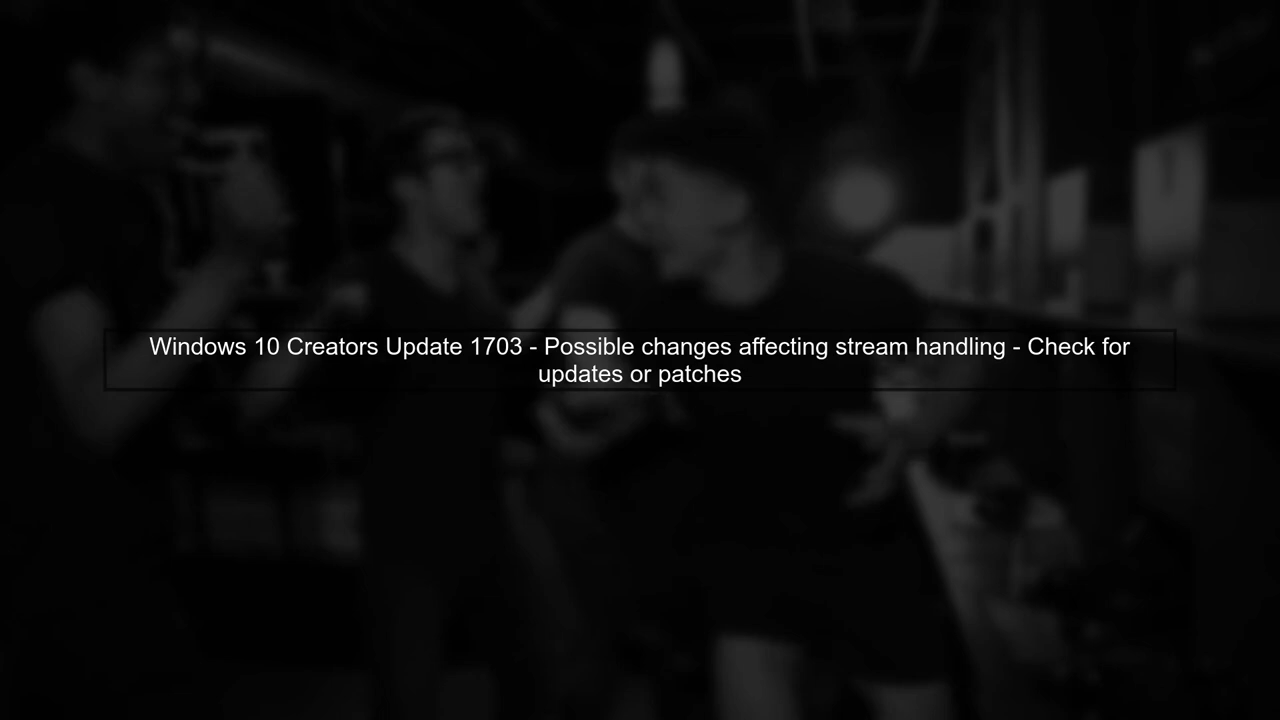 Windows 10 Creators Update 1703 - Possible changes affecting stream handling - Check for
updates or patches